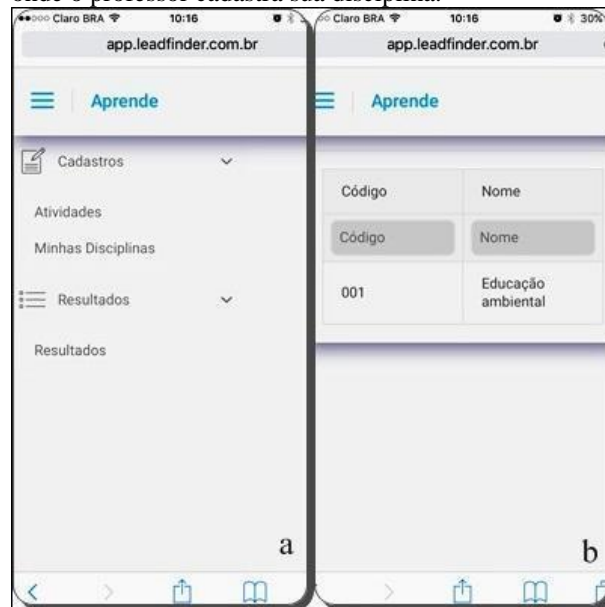 onde o professor cadastra sua disciplina.
Claro BRA 10:16
app.leadfinder.com.br
Aprende
Cadastros
Atividades
Minhas Disciplinas
Resultados
Resultados
a
Claro BRA 10:16 30%
app.leadfinder.com.br
Aprende
Código Nome
Código Nome
001 Educação
ambiental
b